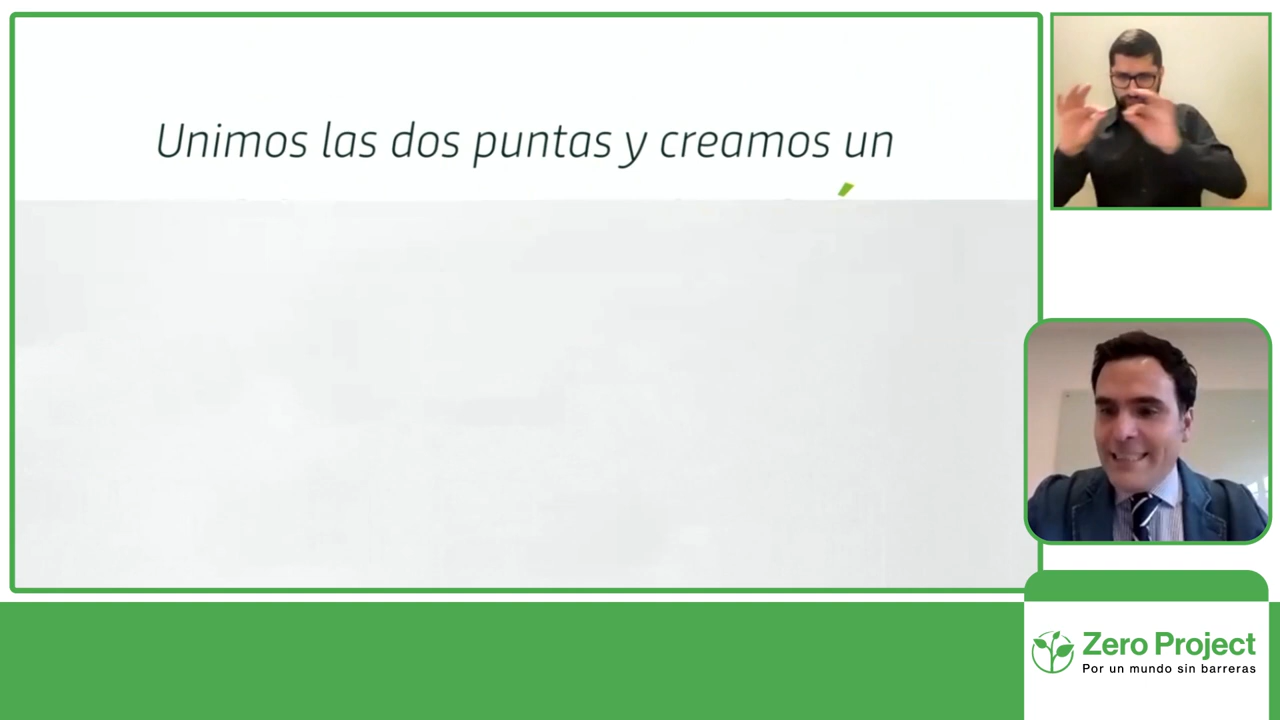 Unimos las dos puntas y creamos un
Zero Project
Por un mundo sin barreras